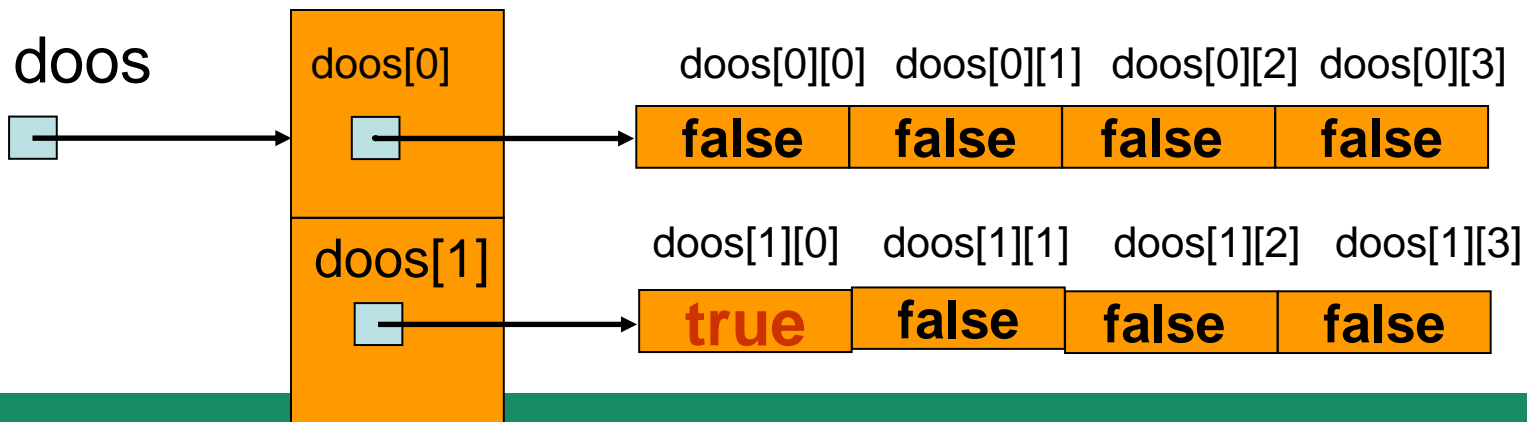 doos doos[0] doos[0][0] doos[0][1] doos[0][2] doos[0][3]
false false false false
doos[1] doos[1][0] doos[1][1] doos[1][2] doos[1][3]
true false false false